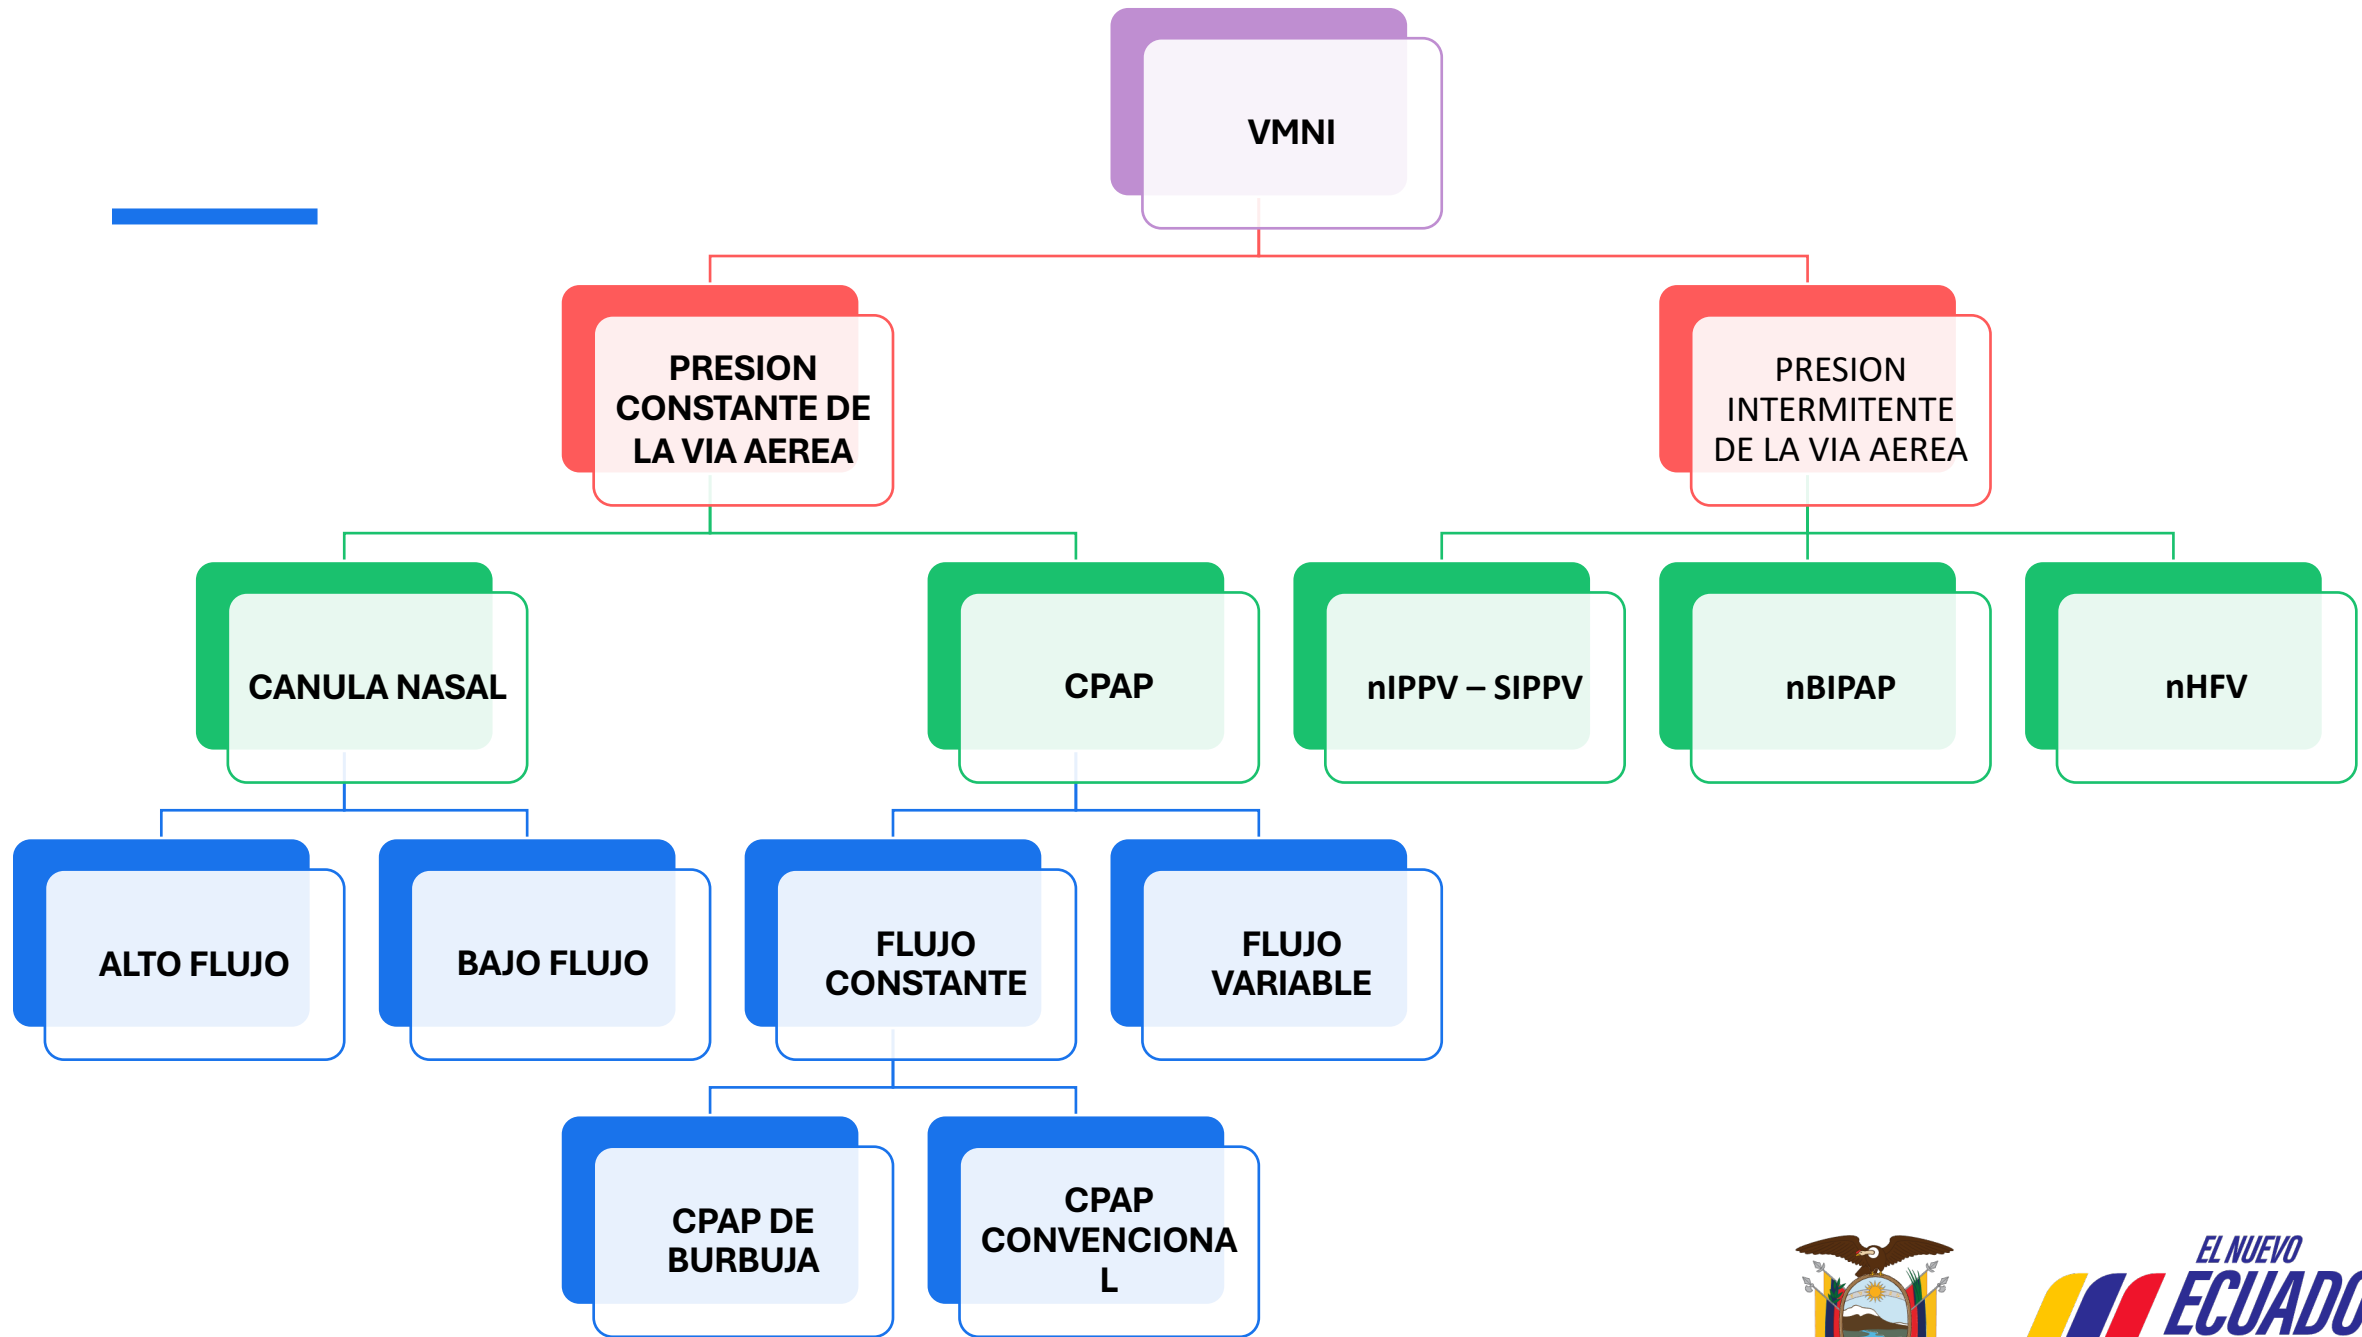 VMNI
PRESION
CONSTANTE DE
LA VIA AEREA
PRESION
INTERMITENTE
DE LA VIA AEREA
CANULA NASAL
CPAP
nIPPV – SIPPV
nBIPAP
nHFV
ALTO FLUJO
BAJO FLUJO
FLUJO
CONSTANTE
FLUJO
VARIABLE
CPAP DE
BURBUJA
CPAP
CONVENCIONA
L
EL NUEVO
ECUADO